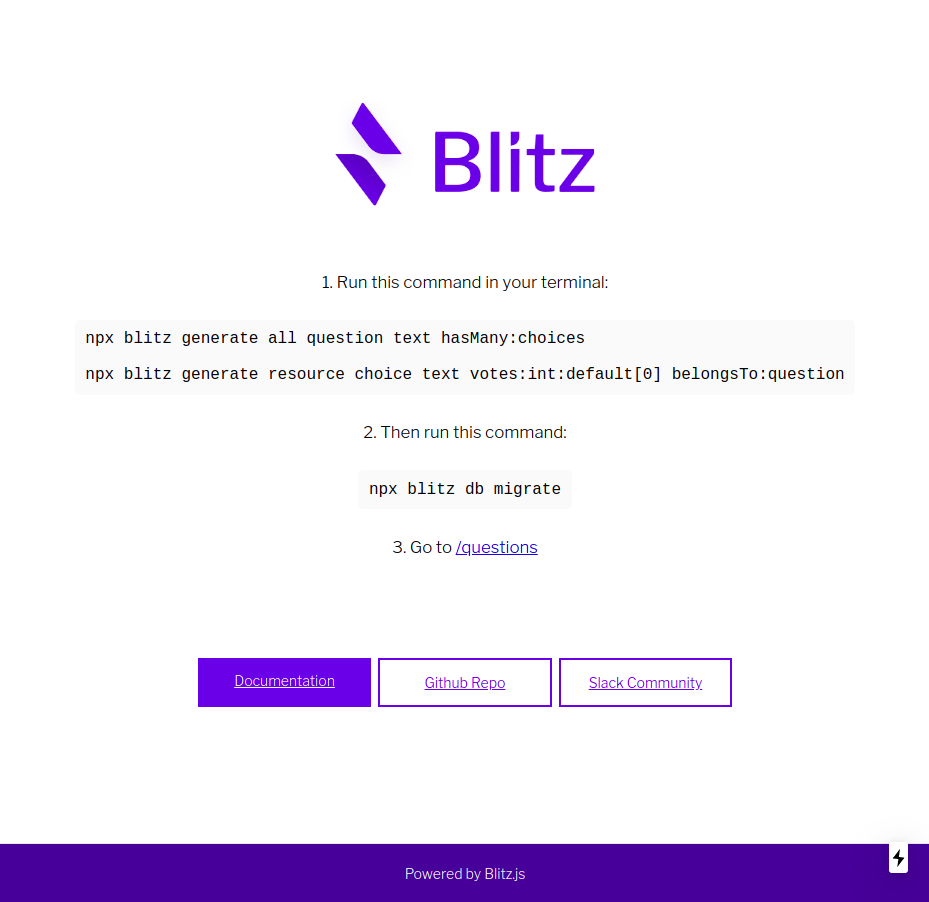 Blitz
1. Run this command in your terminal:
npx blitz generate all question text hasMany:choices
npx blitz generate resource choice text votes:int:default[0] belongsTo:question
2. Then run this command:
npx blitz db migrate
3. Go to /questions
Documentation
Github Repo
Slack Community
Powered by Blitz.js